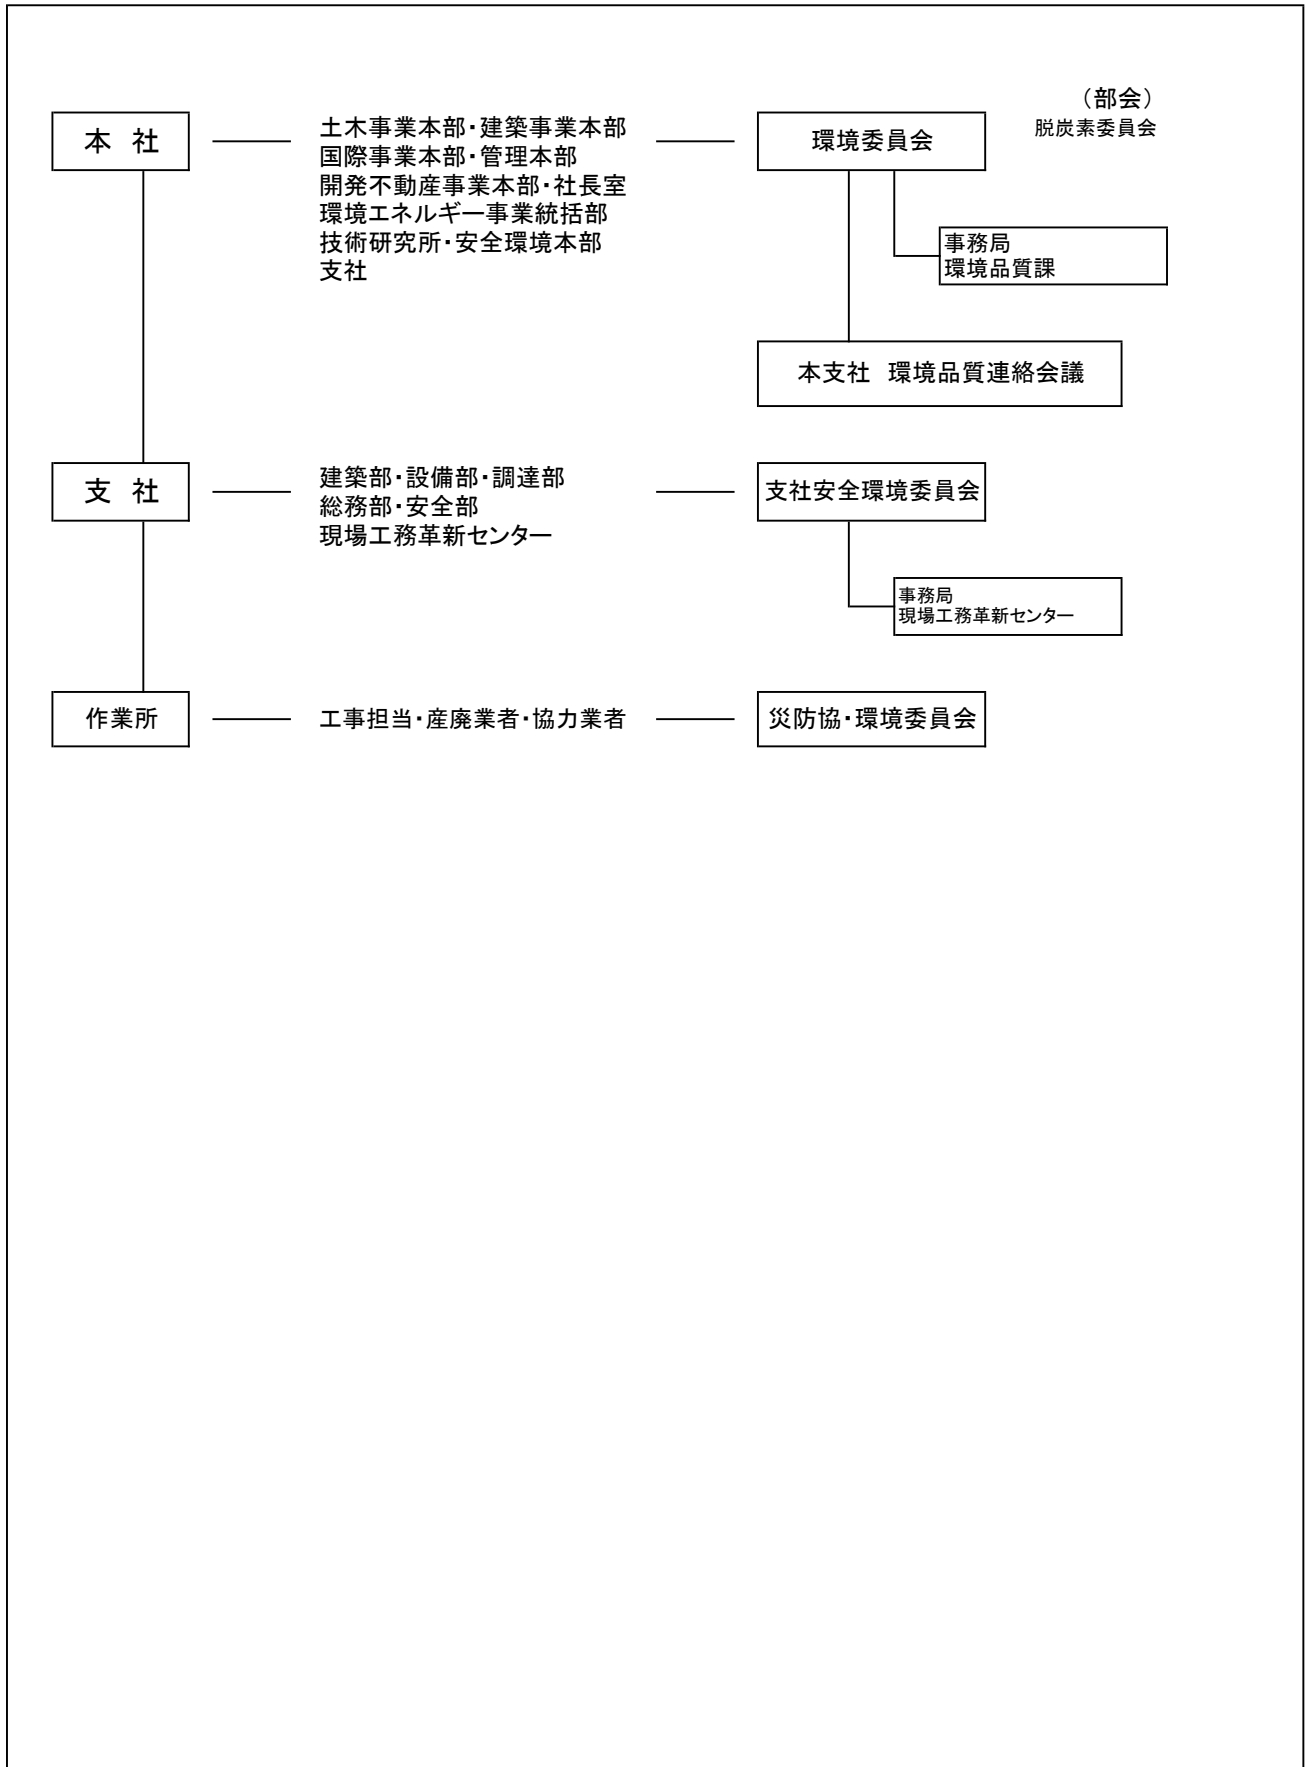 （部会）
脱炭素委員会
本 社
土木事業本部・建築事業本部
国際事業本部・管理本部
開発不動産事業本部・社長室
環境エネルギー事業統括部
技術研究所・安全環境本部
支社
環境委員会
事務局
環境品質課
本支社　環境品質連絡会議
支 社
建築部・設備部・調達部
総務部・安全部
現場工務革新センター
支社安全環境委員会
事務局
現場工務革新センター
作業所
工事担当・産廃業者・協力業者
災防協・環境委員会